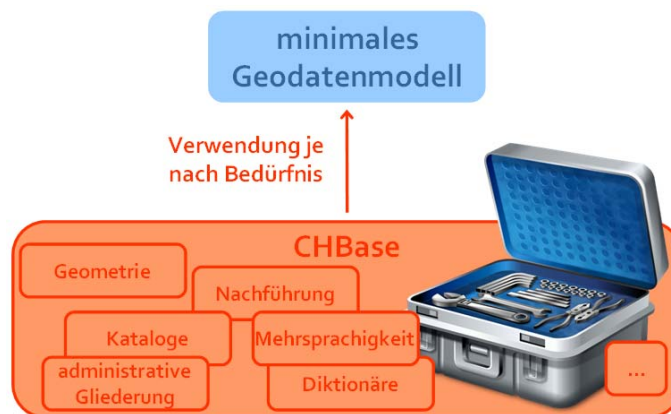 minimales
Geodatenmodell
Verwendung je
nach Bedürfnis
CHBase
Geometrie
Nachführung
Kataloge
Mehrsprachigkeit
administrative
Gliederung
Diktionäre
...